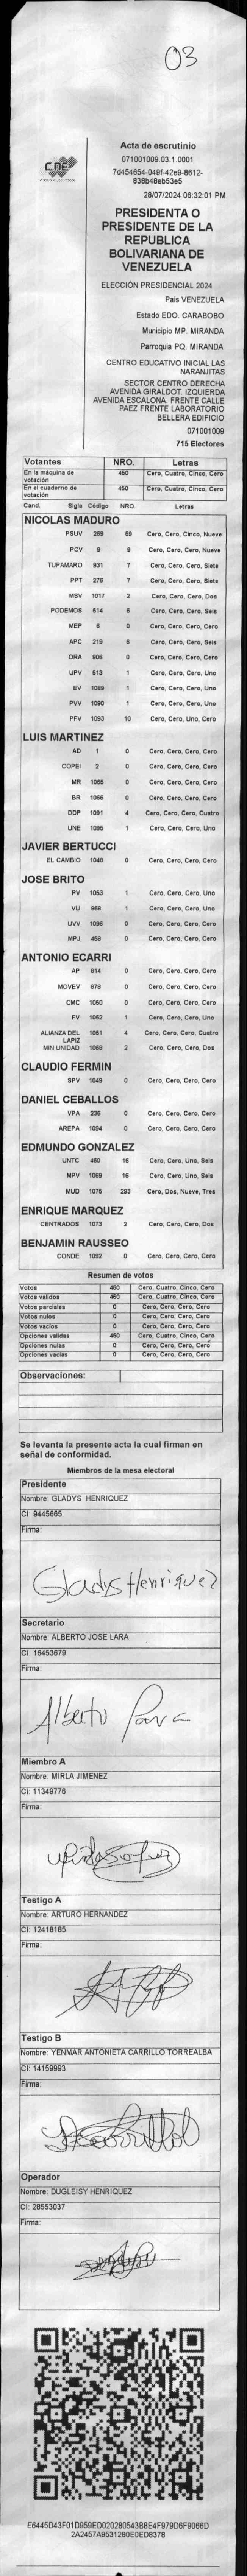 03
CNE
Acta de escrutinio
071001009.03.1.0001
7d454654-049f-42e9-8612-
838b48eb53e5
28/07/2024 06:32:01 PM
PRESIDENTA O
PRESIDENTE DE LA
REPUBLICA
BOLIVARIANA DE
VENEZUELA
ELECCIÓN PRESIDENCIAL 2024
País VENEZUELA
Estado EDO. CARABOBO
Municipio MP. MIRANDA
Parroquia PQ. MIRANDA
CENTRO EDUCATIVO INICIAL LAS
NARANJITAS
SECTOR CENTRO DERECHA
AVENIDA GIRALDOT. IZQUIERDA
AVENIDA ESCALONA. FRENTE CALLE
PAEZ FRENTE LABORATORIO
BELLERA EDIFICIO
071001009
715 Electores
Votantes NRO. Letras
En la máquina de votación 450 Cero, Cuatro, Cinco, Cero
En el cuaderno de votación 450 Cero, Cuatro, Cinco, Cero
Cand. Sigla Código NRO. Letras
NICOLAS MADURO
PSUV 269 59 Cero, Cero, Cinco, Nueve
PCV 9 9 Cero, Cero, Cero, Nueve
TUPAMARO 931 7 Cero, Cero, Cero, Siete
PPT 276 7 Cero, Cero, Cero, Siete
MSV 1017 2 Cero, Cero, Cero, Dos
PODEMOS 514 6 Cero, Cero, Cero, Seis
MEP 6 0 Cero, Cero, Cero, Cero
APC 219 6 Cero, Cero, Cero, Seis
ORA 906 0 Cero, Cero, Cero, Cero
UPV 513 1 Cero, Cero, Cero, Uno
EV 1089 1 Cero, Cero, Cero, Uno
PVV 1090 1 Cero, Cero, Cero, Uno
PFV 1093 10 Cero, Cero, Uno, Cero
LUIS MARTINEZ
AD 1 0 Cero, Cero, Cero, Cero
COPEI 2 0 Cero, Cero, Cero, Cero
MR 1065 0 Cero, Cero, Cero, Cero
BR 1066 0 Cero, Cero, Cero, Cero
DDP 1091 4 Cero, Cero, Cero, Cuatro
UNE 1095 1 Cero, Cero, Cero, Uno
JAVIER BERTUCCI
EL CAMBIO 1048 0 Cero, Cero, Cero, Cero
JOSE BRITO
PV 1053 1 Cero, Cero, Cero, Uno
VU 968 1 Cero, Cero, Cero, Uno
UVV 1096 0 Cero, Cero, Cero, Cero
MPJ 458 0 Cero, Cero, Cero, Cero
ANTONIO ECARRI
AP 814 0 Cero, Cero, Cero, Cero
MOVEV 978 0 Cero, Cero, Cero, Cero
CMC 1050 0 Cero, Cero, Cero, Cero
FV 1052 1 Cero, Cero, Cero, Uno
ALIANZA DEL LAPIZ 1051 4 Cero, Cero, Cero, Cuatro
MIN UNIDAD 1068 2 Cero, Cero, Cero, Dos
CLAUDIO FERMIN
SPV 1049 0 Cero, Cero, Cero, Cero
DANIEL CEBALLOS
VPA 236 0 Cero, Cero, Cero, Cero
AREPA 1094 0 Cero, Cero, Cero, Cero
EDMUNDO GONZALEZ
UNTC 460 16 Cero, Cero, Uno, Seis
MPV 1069 16 Cero, Cero, Uno, Seis
MUD 1075 293 Cero, Dos, Nueve, Tres
ENRIQUE MARQUEZ
CENTRADOS 1073 2 Cero, Cero, Cero, Dos
BENJAMIN RAUSSEO
CONDE 1092 0 Cero, Cero, Cero, Cero
Resumen de votos
Votos 450 Cero, Cuatro, Cinco, Cero
Votos validos 450 Cero, Cuatro, Cinco, Cero
Votos parciales 0 Cero, Cero, Cero, Cero
Votos nulos 0 Cero, Cero, Cero, Cero
Votos vacíos 0 Cero, Cero, Cero, Cero
Opciones validas 450 Cero, Cuatro, Cinco, Cero
Opciones nulas 0 Cero, Cero, Cero, Cero
Opciones vacías 0 Cero, Cero, Cero, Cero
Observaciones:
Se levanta la presente acta la cual firman en
señal de conformidad.
Miembros de la mesa electoral
Presidente
Nombre: GLADYS HENRIQUEZ
CI: 9445665
Firma:
Gladys Henriquez
Secretario
Nombre: ALBERTO JOSE LARA
CI: 16453679
Firma:
Alberto Lara
Miembro A
Nombre: MIRLA JIMENEZ
CI: 11349776
Firma:
Testigo A
Nombre: ARTURO HERNANDEZ
CI: 12418185
Firma:
Testigo B
Nombre: YENMAR ANTONIETA CARRILLO TORREALBA
CI: 14159893
Firma:
Operador
Nombre: DUGLEISY HENRIQUEZ
CI: 28553037
Firma:
E6445D43F01D959ED020280543B8E4F979D6F9066D
2A2457A9531280E0ED8378